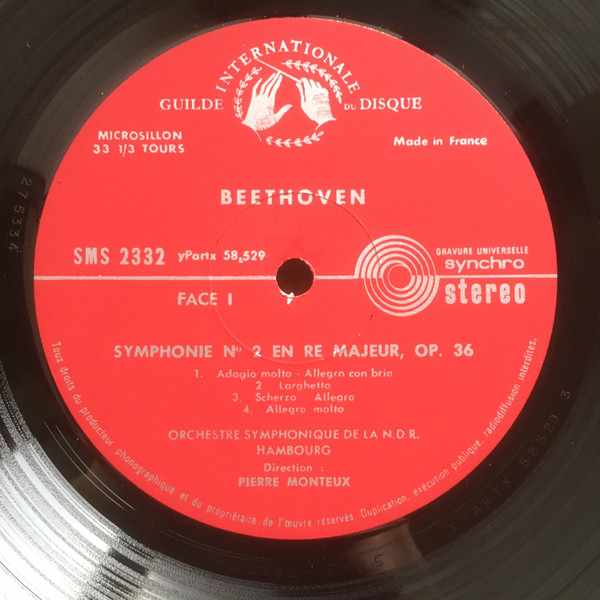 INTERNATIONALE
GUILDE DU DISQUE
MICROSILLON
33 1/3 TOURS
Made in France
BEETHOVEN
SMS 2332 yPartx 58.529
GRAVURE UNIVERSELLE
synchro
stereo
FACE I
SYMPHONIE N° 2 EN RE MAJEUR, OP. 36
1. Adagio molto - Allegro con brio
2 Larghetto
3 Scherzo Allegro
4 Allegro molto
ORCHESTRE SYMPHONIQUE DE LA N.D.R.
HAMBOURG
Direction :
PIERRE MONTEUX
Tous droits du producteur phonographique et du propriétaire de l'œuvre réservés. Duplication, exécution publique, radiodiffusion interdites.
275334